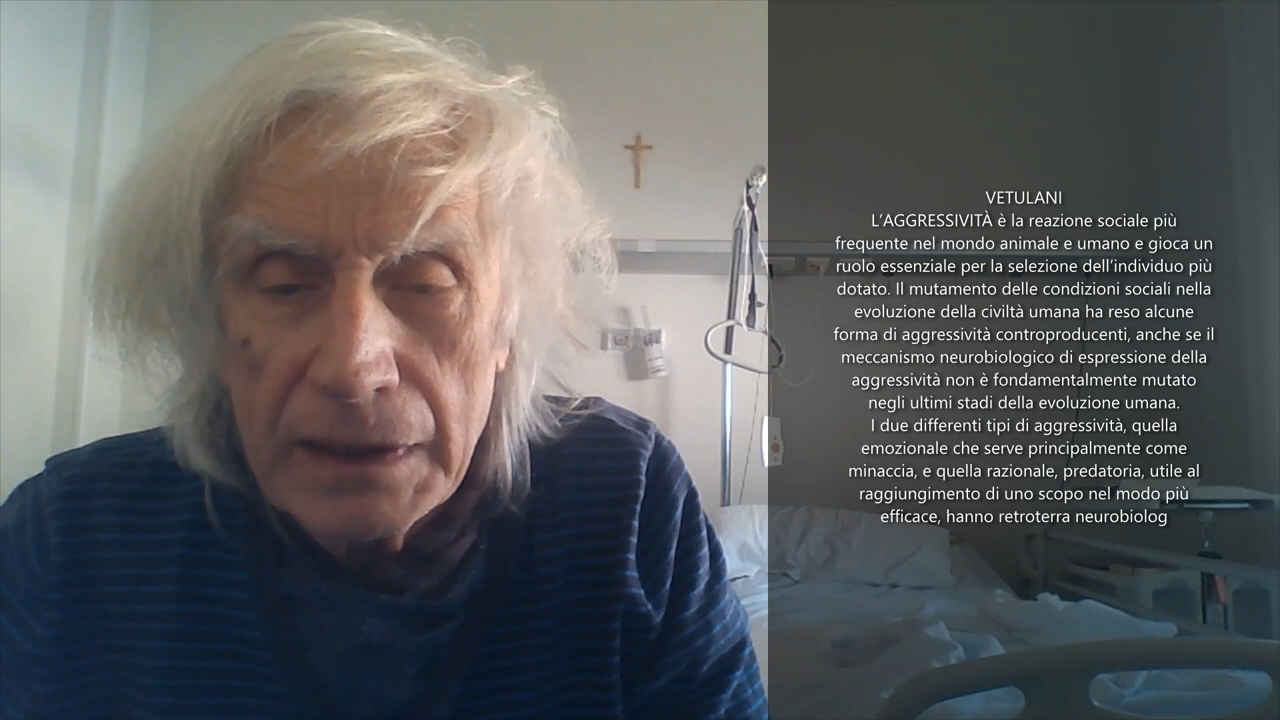 VETULANI
L’AGGRESSIVITÀ è la reazione sociale più
frequente nel mondo animale e umano e gioca un
ruolo essenziale per la selezione dell’individuo più
dotato. Il mutamento delle condizioni sociali nella
evoluzione della civiltà umana ha reso alcune
forma di aggressività controproducenti, anche se il
meccanismo neurobiologico di espressione della
aggressività non è fondamentalmente mutato
negli ultimi stadi della evoluzione umana.
I due differenti tipi di aggressività, quella
emozionale che serve principalmente come
minaccia, e quella razionale, predatoria, utile al
raggiungimento di uno scopo nel modo più
efficace, hanno retroterra neurobiolog